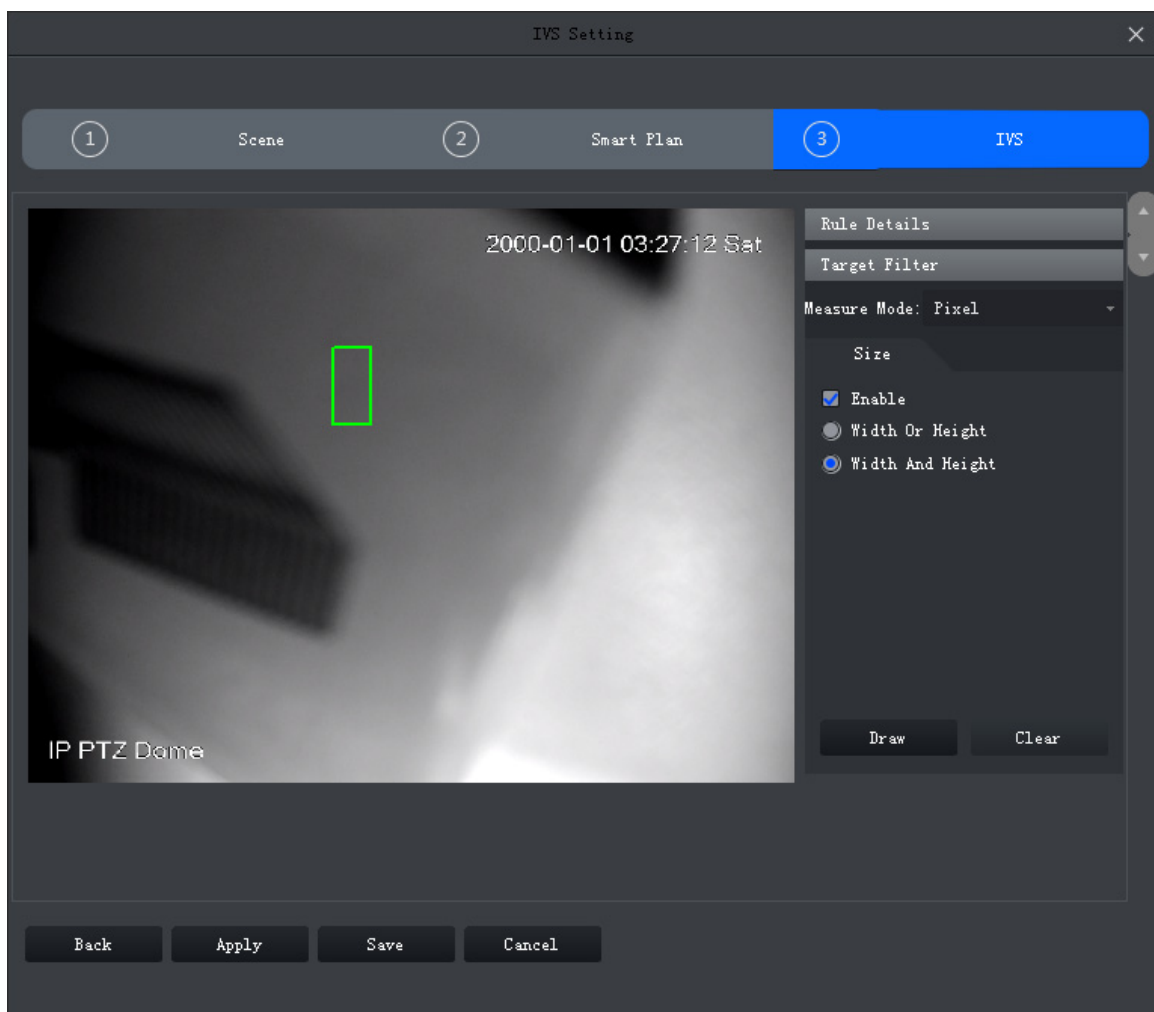 IVS Setting
1 Scene 2 Smart Plan 3 IVS
2000-01-01 03:27:12 Sat
IP PTZ Dome
Rule Details
Target Filter
Measure Mode: Pixel
Size
Enable
Width Or Height
Width And Height
Draw Clear
Back Apply Save Cancel